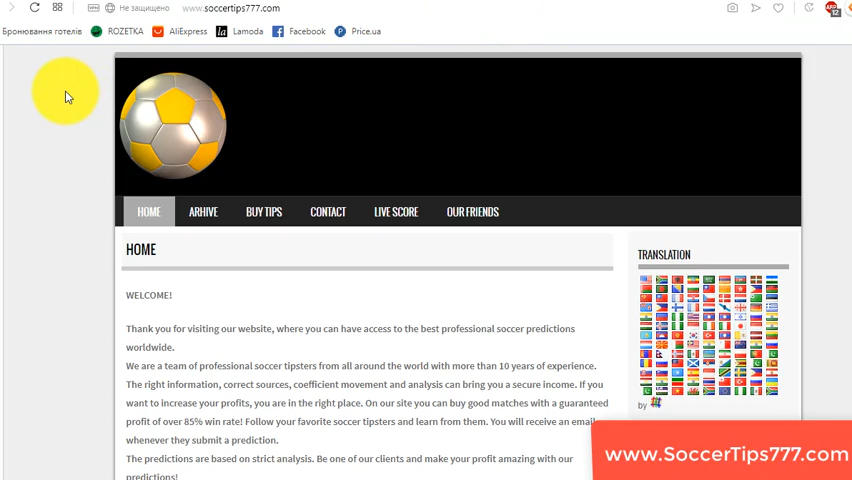 Не защищено www.soccertips777.com
12
Бронювання готелів ROZETKA AliExpress la Lamoda Facebook P Price.ua
HOME ARHIVE BUY TIPS CONTACT LIVE SCORE OUR FRIENDS
HOME
WELCOME!
Thank you for visiting our website, where you can have access to the best professional soccer predictions
worldwide.
We are a team of professional soccer tipsters from all around the world with more than 10 years of experience.
The right information, correct sources, coefficient movement and analysis can bring you a secure income. If you
want to increase your profits, you are in the right place. On our site you can buy good matches with a guaranteed
profit of over 85% win rate! Follow your favorite soccer tipsters and learn from them. You will receive an email
whenever they submit a prediction.
The predictions are based on strict analysis. Be one of our clients and make your profit amazing with our
predictions!
TRANSLATION
by
www.SoccerTips777.com